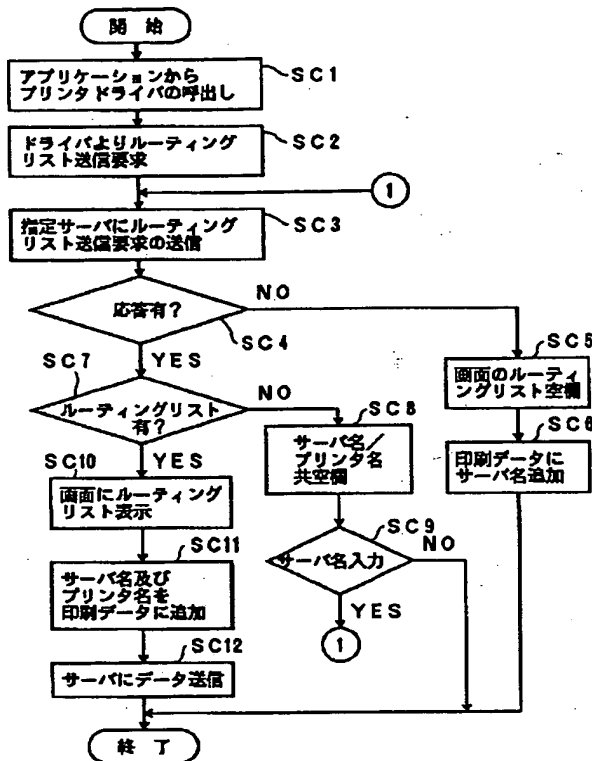 開 始
アプリケーションから
プリンタドライバの呼出し
SC1
ドライバよりルーティング
リスト送信要求
SC2
1
指定サーバにルーティング
リスト送信要求の送信
SC3
応答有?
NO
SC4
YES
SC5
画面のルーティ
ングリスト空欄
SC6
印刷データに
サーバ名追加
SC7
ルーティングリスト
有?
NO
YES
SC8
サーバ名/
プリンタ名
共空欄
SC9
サーバ名入力
NO
YES
1
SC10
画面にルーティング
リスト表示
SC11
サーバ名及び
プリンタ名を
印刷データに追加
SC12
サーバにデータ送信
終 了